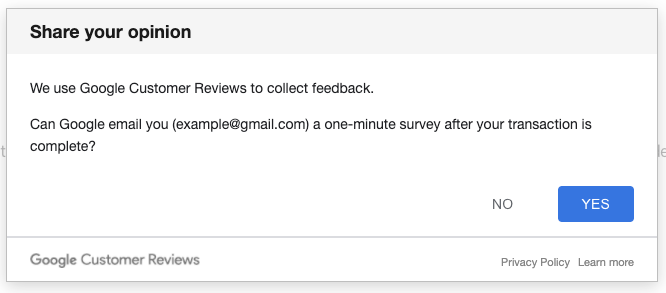 Share your opinion
We use Google Customer Reviews to collect feedback.
Can Google email you (example@gmail.com) a one-minute survey after your transaction is
complete?
NO YES
Google Customer Reviews Privacy Policy Learn more